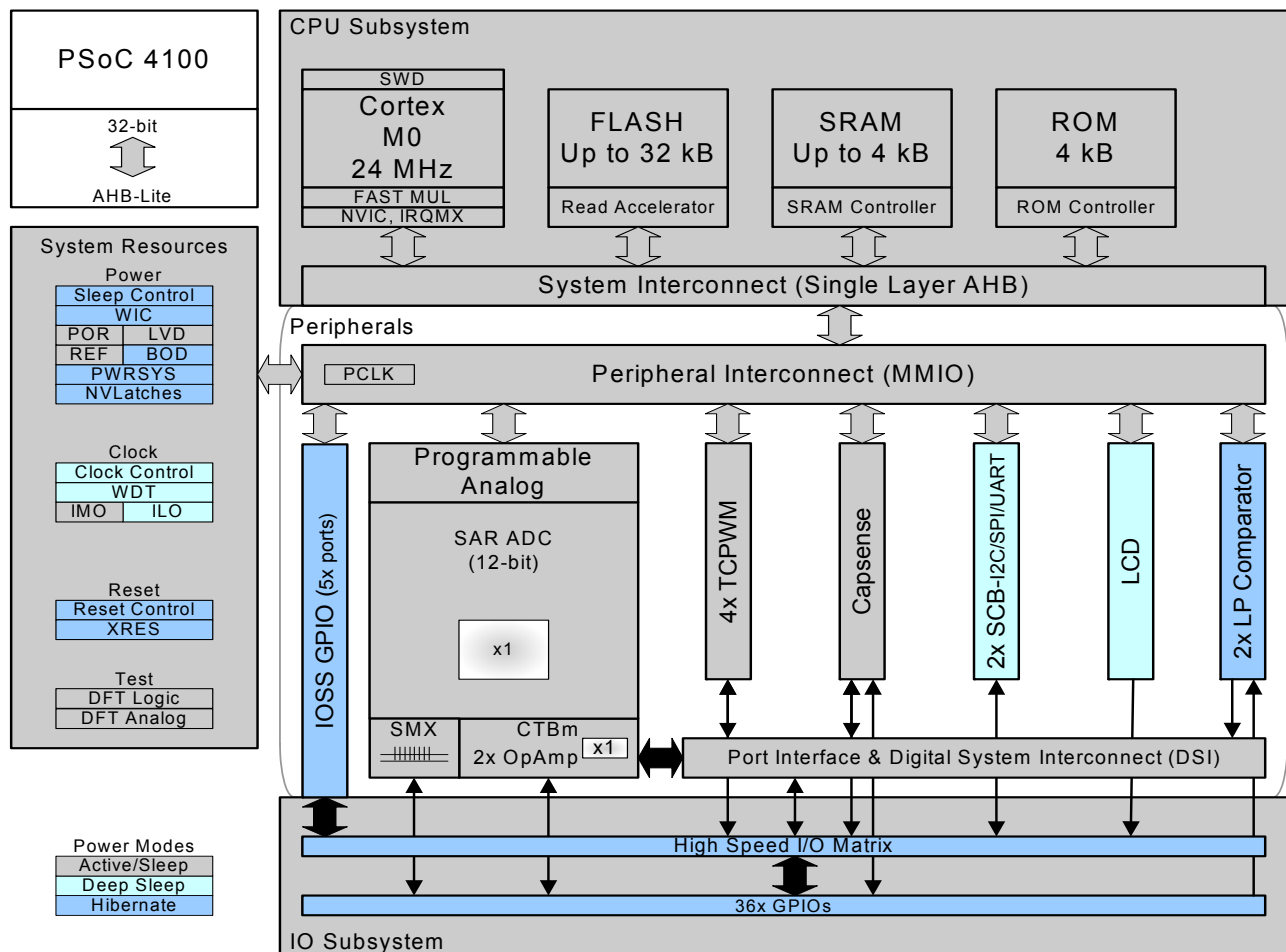 PSoC 4100
32-bit
AHB-Lite
CPU Subsystem
SWD
Cortex
M0
24 MHz
FAST MUL
NVIC, IRQMX
FLASH
Up to 32 kB
Read Accelerator
SRAM
Up to 4 kB
SRAM Controller
ROM
4 kB
ROM Controller
System Interconnect (Single Layer AHB)
System Resources
Power
Sleep Control
WIC
POR LVD
REF BOD
PWRSYS
NVLatches
Clock
Clock Control
WDT
IMO ILO
Reset
Reset Control
XRES
Test
DFT Logic
DFT Analog
Peripherals
PCLK
Peripheral Interconnect (MMIO)
IOSS GPIO (5x ports)
Programmable
Analog
SAR ADC
(12-bit)
x1
SMX
CTBm
2x OpAmp
x1
4x TCPWM
Capsense
2x SCB-I2C/SPI/UART
LCD
2x LP Comparator
Port Interface & Digital System Interconnect (DSI)
High Speed I/O Matrix
36x GPIOs
IO Subsystem
Power Modes
Active/Sleep
Deep Sleep
Hibernate